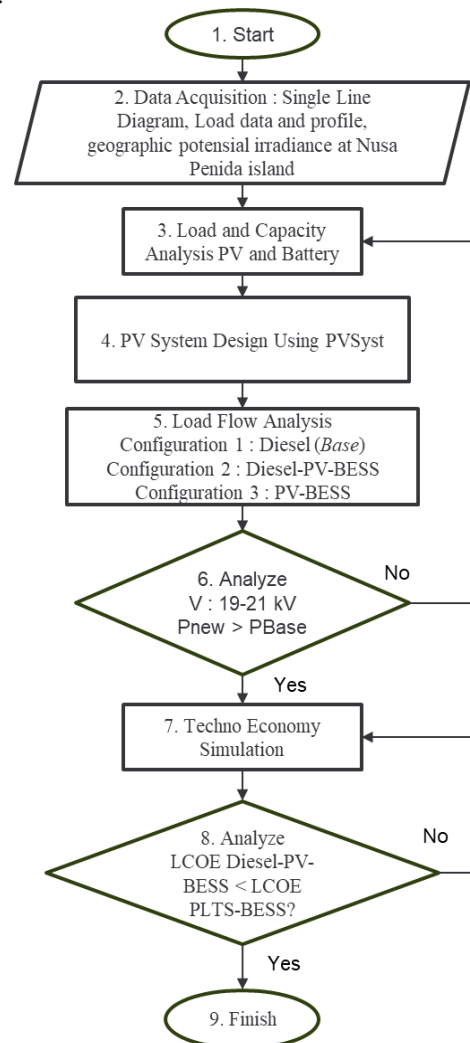 1. Start
2. Data Acquisition : Single Line
Diagram, Load data and profile,
geographic potensial irradiance at Nusa
Penida island
3. Load and Capacity
Analysis PV and Battery
4. PV System Design Using PVSyst
5. Load Flow Analysis
Configuration 1 : Diesel (Base)
Configuration 2 : Diesel-PV-BESS
Configuration 3 : PV-BESS
6. Analyze
V : 19-21 kV
Pnew > PBase
No
Yes
7. Techno Economy
Simulation
8. Analyze
LCOE Diesel-PV-
BESS < LCOE
PLTS-BESS?
No
Yes
9. Finish